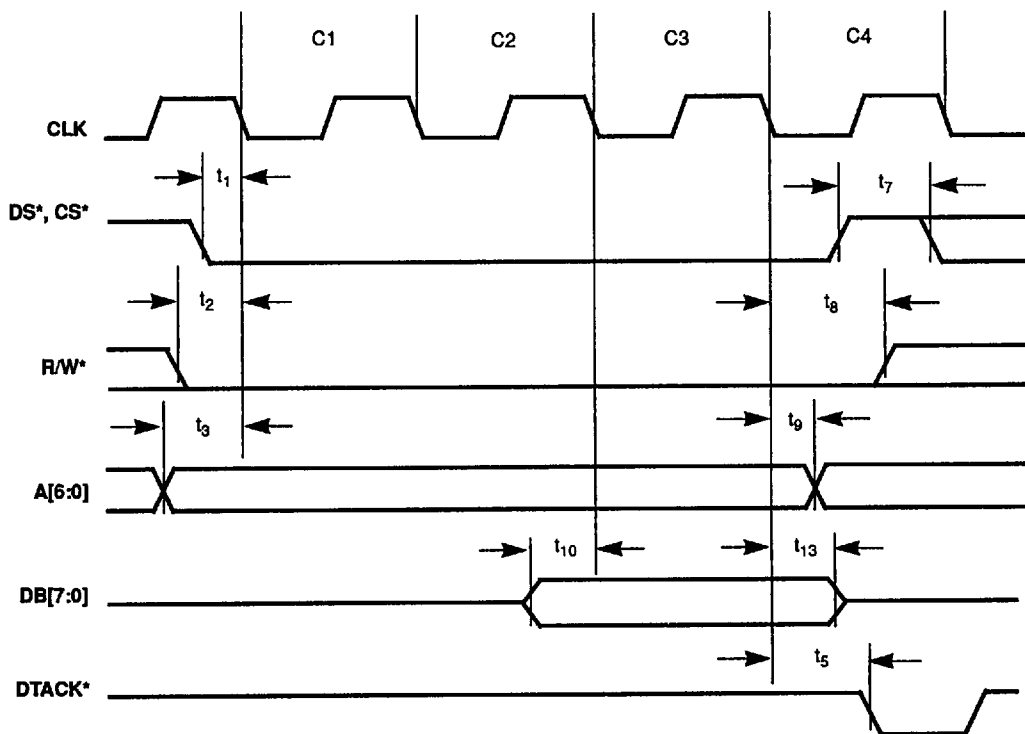 C1 C2 C3 C4
CLK
t1 t7
DS*, CS*
t2 t8
R/W*
t3 t9
A[6:0]
t10 t13
DB[7:0]
t5
DTACK*